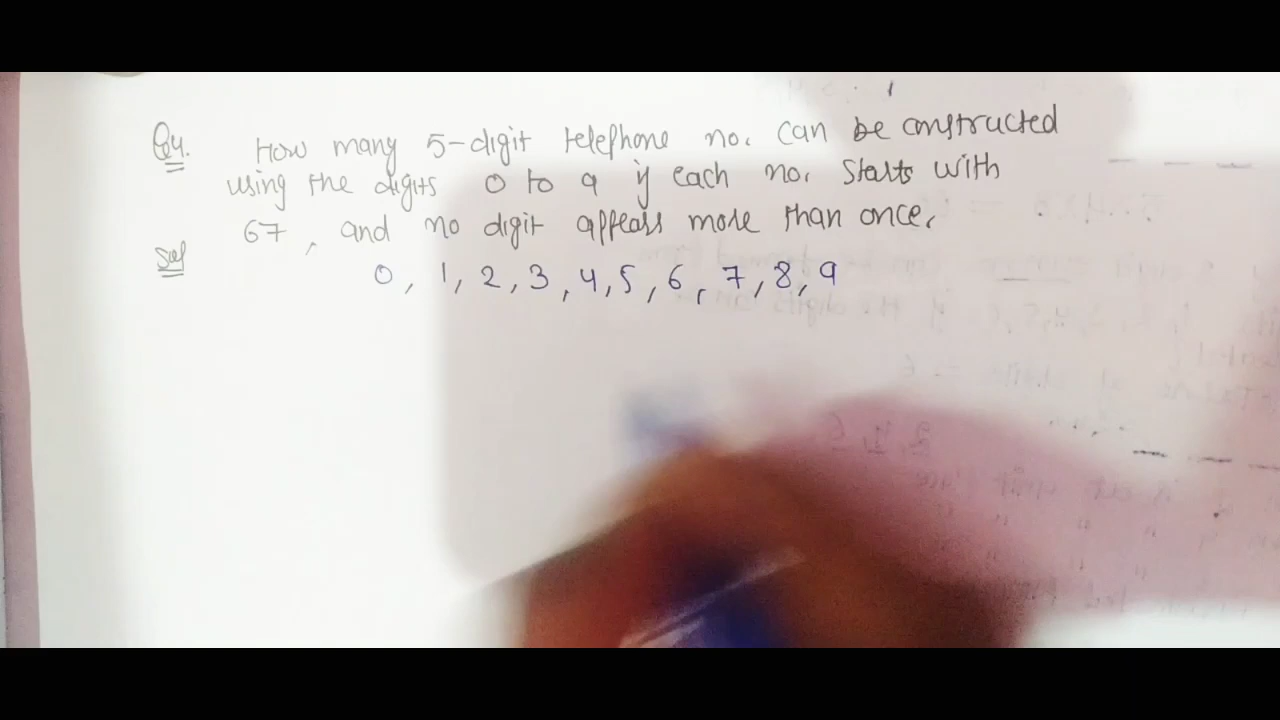 Q4. How many 5-digit telephone no. can be constructed
using the digits 0 to 9 if each no. starts with
67, and no digit appears more than once.
Sol
0, 1, 2, 3, 4, 5, 6, 7, 8, 9